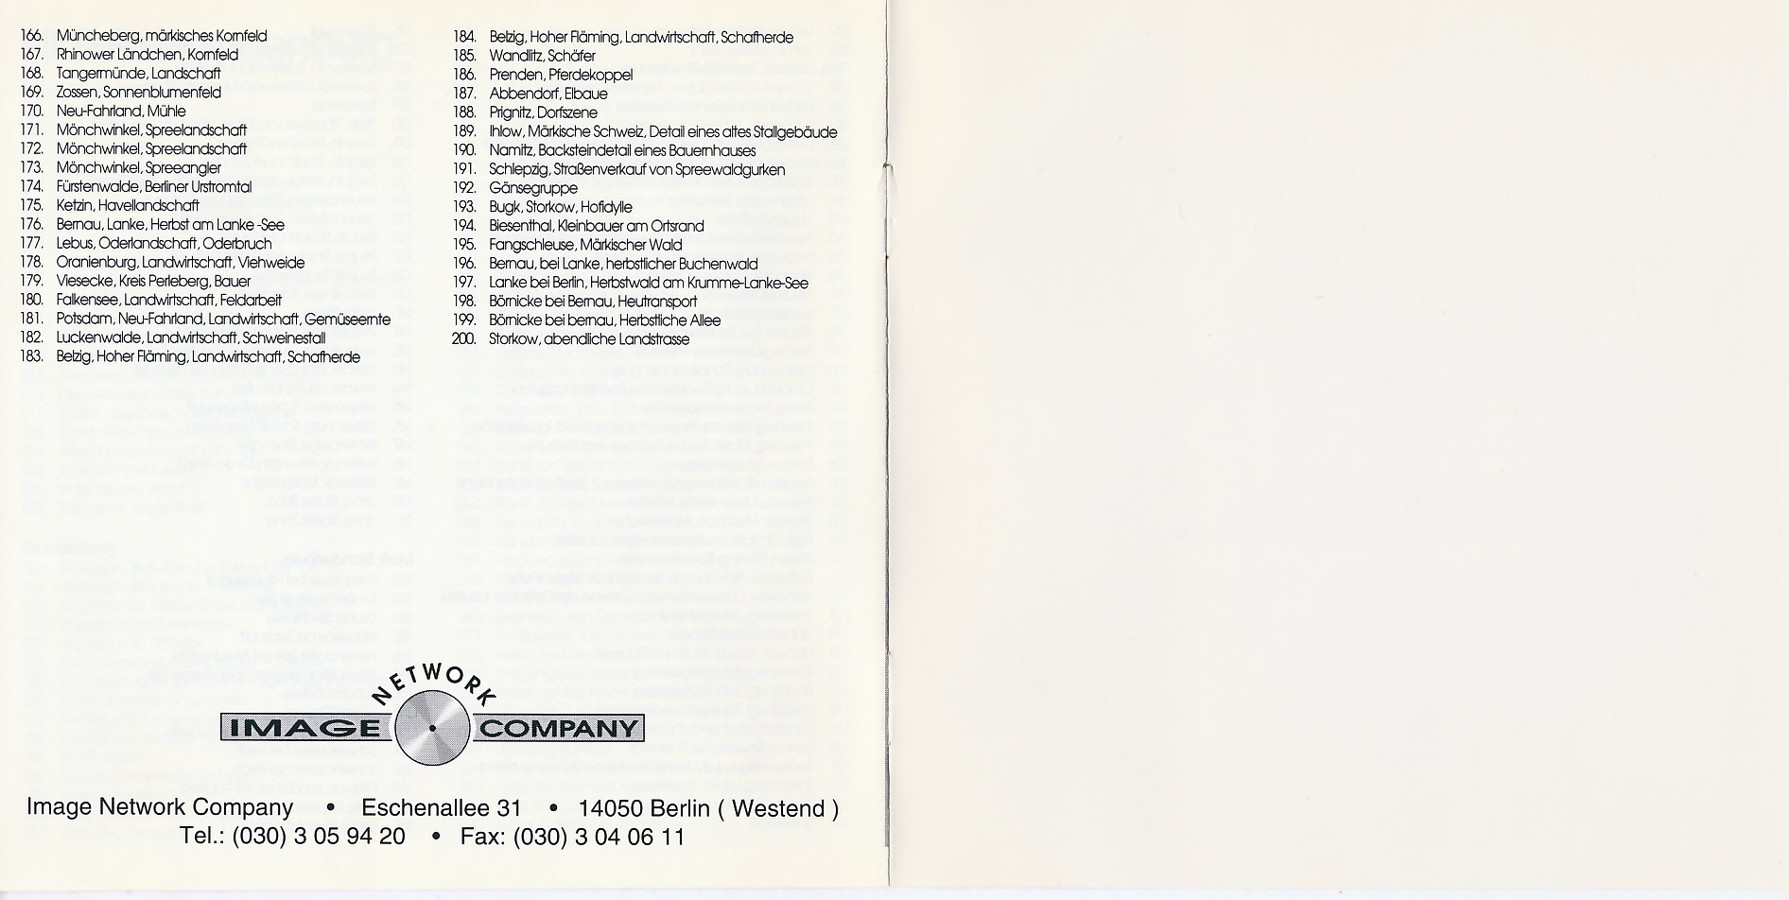 166. Müncheberg, märkisches Kornfeld
167. Rhinower Ländchen, Kornfeld
168. Tangermünde, Landschaft
169. Zossen, Sonnenblumenfeld
170. Neu-Fahrland, Mühle
171. Mönchwinkel, Spreelandschaft
172. Mönchwinkel, Spreelandschaft
173. Mönchwinkel, Spreeangler
174. Fürstenwalde, Berliner Urstromtal
175. Ketzin, Havellandschaft
176. Bernau, Lanke, Herbst am Lanke -See
177. Lebus, Oderlandschaft, Oderbruch
178. Oranienburg, Landwirtschaft, Viehweide
179. Viesecke, Kreis Perleberg, Bauer
180. Falkensee, Landwirtschaft, Feldarbeit
181. Potsdam, Neu-Fahrland, Landwirtschaft, Gemüseernte
182. Luckenwalde, Landwirtschaft, Schweinestall
183. Belzig, Hoher Fläming, Landwirtschaft, Schafherde
184. Belzig, Hoher Fläming, Landwirtschaft, Schafherde
185. Wandlitz, Schäfer
186. Prenden, Pferdekoppel
187. Abbendorf, Elbaue
188. Prignitz, Dorfszene
189. Ihlow, Märkische Schweiz, Detail eines altes Stallgebäude
190. Narnitz, Backsteindetail eines Bauernhauses
191. Schlepzig, Straßenverkauf von Spreewaldgurken
192. Gänsegruppe
193. Bugk, Storkow, Hofidylle
194. Biesenthal, Kleinbauer am Ortsrand
195. Fangschleuse, Märkischer Wald
196. Bernau, bei Lanke, herbstlicher Buchenwald
197. Lanke bei Berlin, Herbstwald am Krumme-Lanke-See
198. Börnicke bei Bernau, Heutransport
199. Börnicke bei bernau, Herbstliche Allee
200. Storkow, abendliche Landstrasse
NETWORK
IMAGE COMPANY
Image Network Company • Eschenallee 31 • 14050 Berlin ( Westend )
Tel.: (030) 3 05 94 20 • Fax: (030) 3 04 06 11